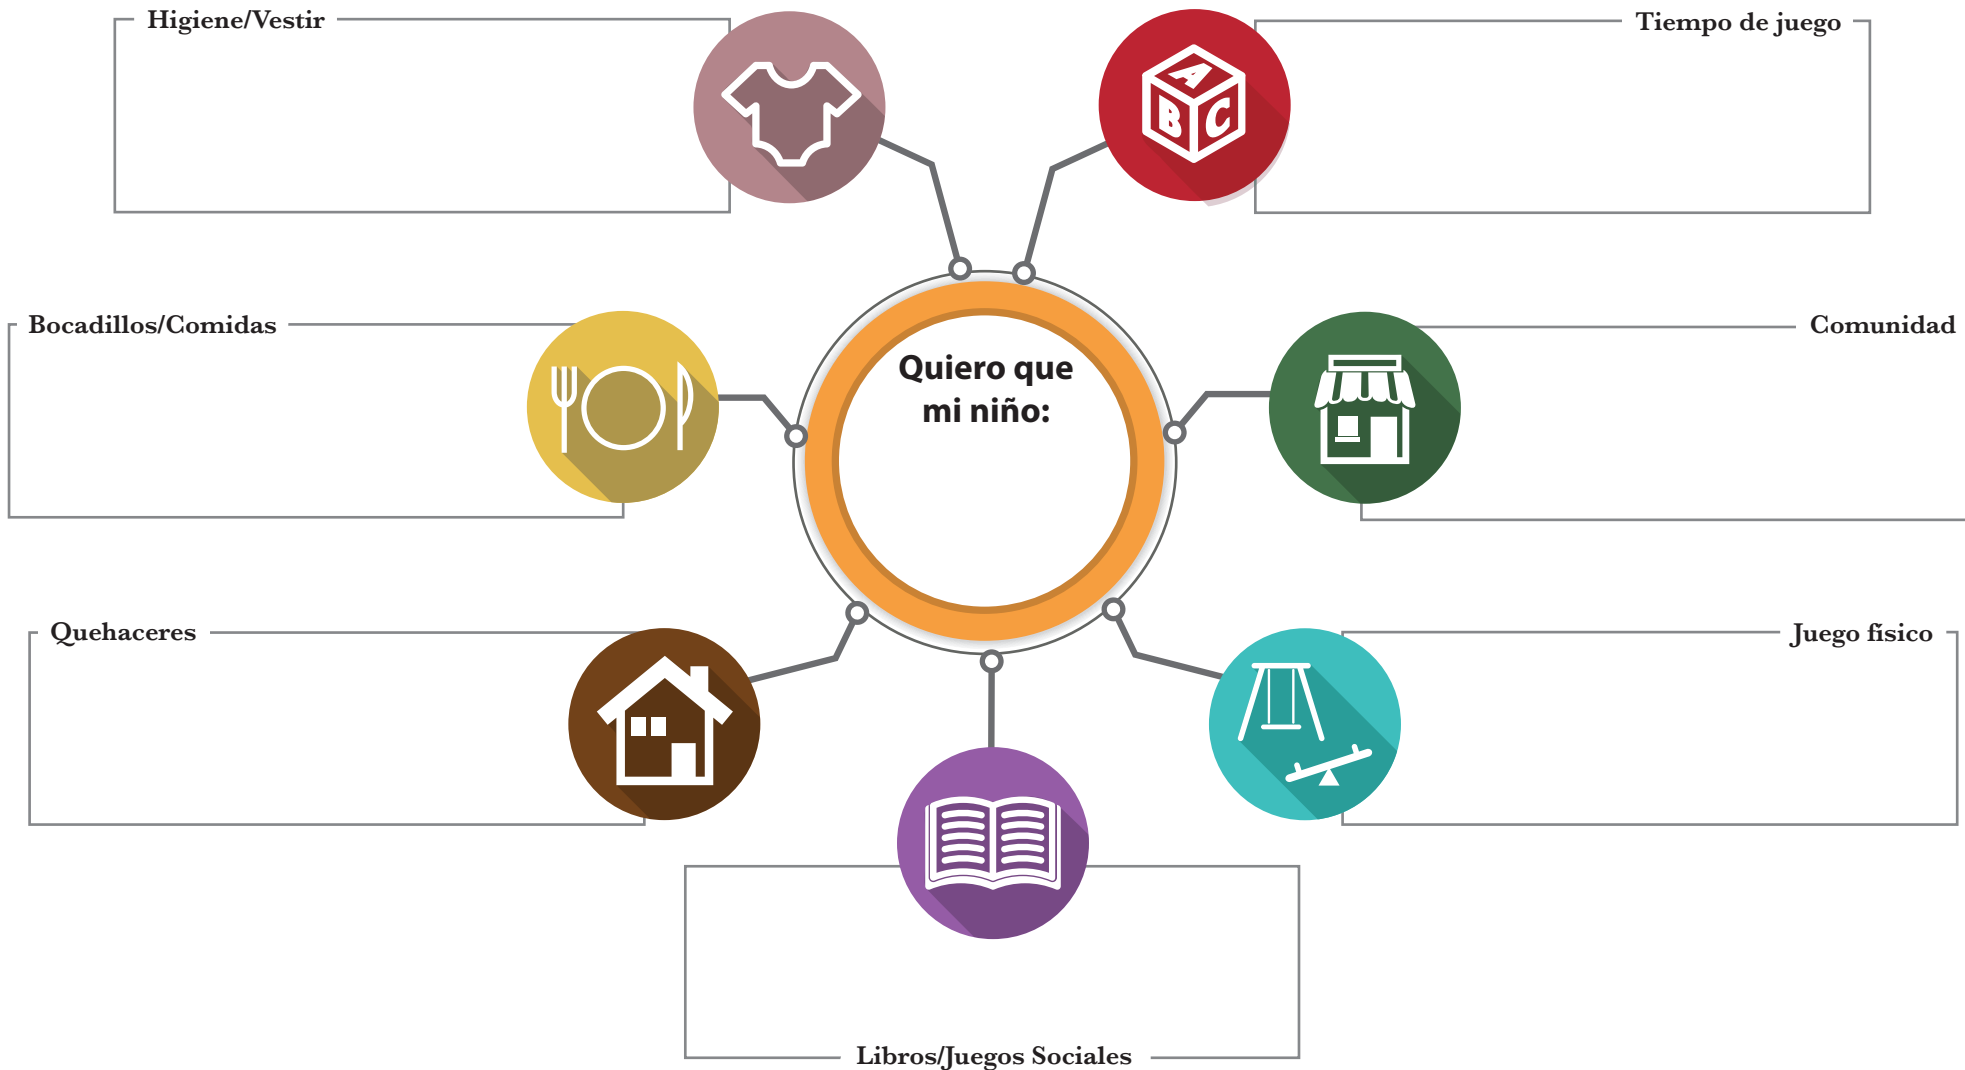 Higiene/Vestir
Tiempo de juego
A
B C
Bocadillos/Comidas
Comunidad
Quiero que
mi niño:
Quehaceres
Juego físico
Libros/Juegos Sociales